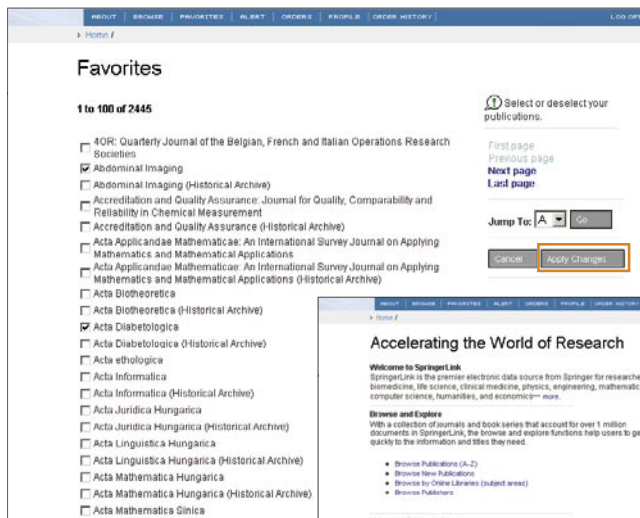 ABOUT | BROWSE | FAVORITES | ALERT | ORDERS | PROFILE | ORDER HISTORY |
LOG OFF
Home /
Favorites
1 to 100 of 2445
4OR: Quarterly Journal of the Belgian, French and Italian Operations Research
Societies
Abdominal Imaging
Abdominal Imaging (Historical Archive)
Accreditation and Quality Assurance: Journal for Quality, Comparability and
Reliability in Chemical Measurement
Accreditation and Quality Assurance (Historical Archive)
Acta Applicandae Mathematicae: An International Survey Journal on Applying
Mathematics and Mathematical Applications
Acta Applicandae Mathematicae: An International Survey Journal on Applying
Mathematics and Mathematical Applications (Historical Archive)
Acta Biotheoretica
Acta Biotheoretica (Historical Archive)
Acta Diabetologica
Acta Diabetologica (Historical Archive)
Acta ethologica
Acta Informatica
Acta Informatica (Historical Archive)
Acta Juridica Hungarica
Acta Juridica Hungarica (Historical Archive)
Acta Linguistica Hungarica
Acta Linguistica Hungarica (Historical Archive)
Acta Mathematica Hungarica
Acta Mathematica Hungarica (Historical Archive)
Acta Mathematica Sinica
Select or deselect your
publications.
First page
Previous page
Next page
Last page
Jump To: A Go
Cancel Apply Changes
ABOUT | BROWSE | FAVORITES | ALERT | ORDERS | PROFILE | ORDER HISTORY
Home /
Accelerating the World of Research
Welcome to SpringerLink
SpringerLink is the premier electronic data source from Springer for researche
biomedicine, life science, clinical medicine, physics, engineering, mathematic
computer science, humanities, and economics— more.
Browse and Explore
With a collection of journals and book series that account for over 1 million
documents in SpringerLink, the browse and explore functions help users to ge
quickly to the information and titles they need.
Browse Publications (A-Z)
Browse New Publications
Browse by Online Libraries (subject areas)
Browse Publishers